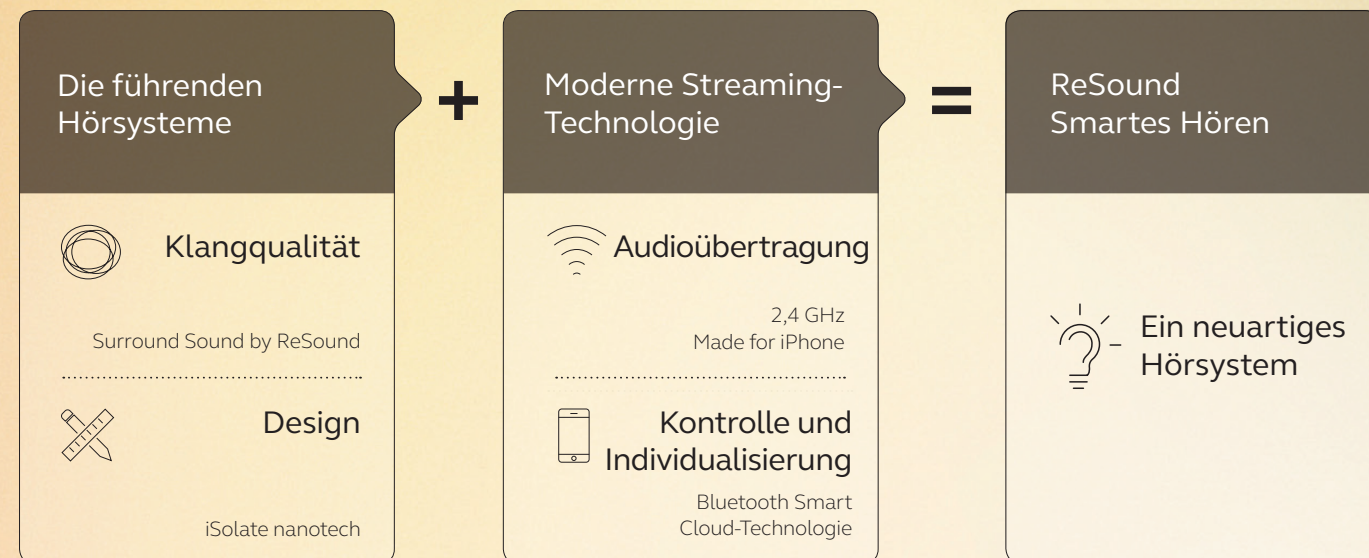 Die führenden
Hörsysteme
Klangqualität
Surround Sound by ReSound
Design
iSolate nanotech
+
Moderne Streaming-
Technologie
Audioübertragung
2,4 GHz
Made for iPhone
Kontrolle und
Individualisierung
Bluetooth Smart
Cloud-Technologie
=
ReSound
Smartes Hören
Ein neuartiges
Hörsystem